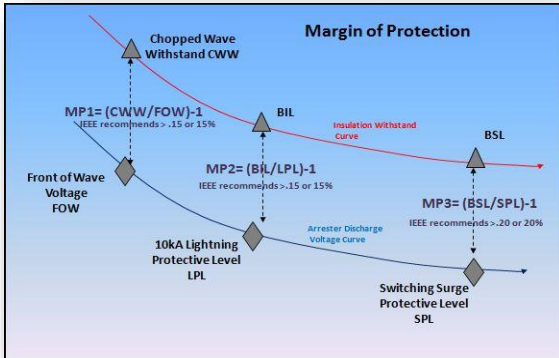 Margin of Protection
Chopped Wave
Withstand CWW
MP1= (CWW/FOW)-1
IEEE recommends > .15 or 15%
BIL
Insulation Withstand
Curve
BSL
Front of Wave
Voltage
FOW
MP2= (BIL/LPL)-1
IEEE recommends >.15 or 15%
MP3= (BSL/SPL)-1
IEEE recommends >.20 or 20%
10kA Lightning
Protective Level
LPL
Arrester Discharge
Voltage Curve
Switching Surge
Protective Level
SPL